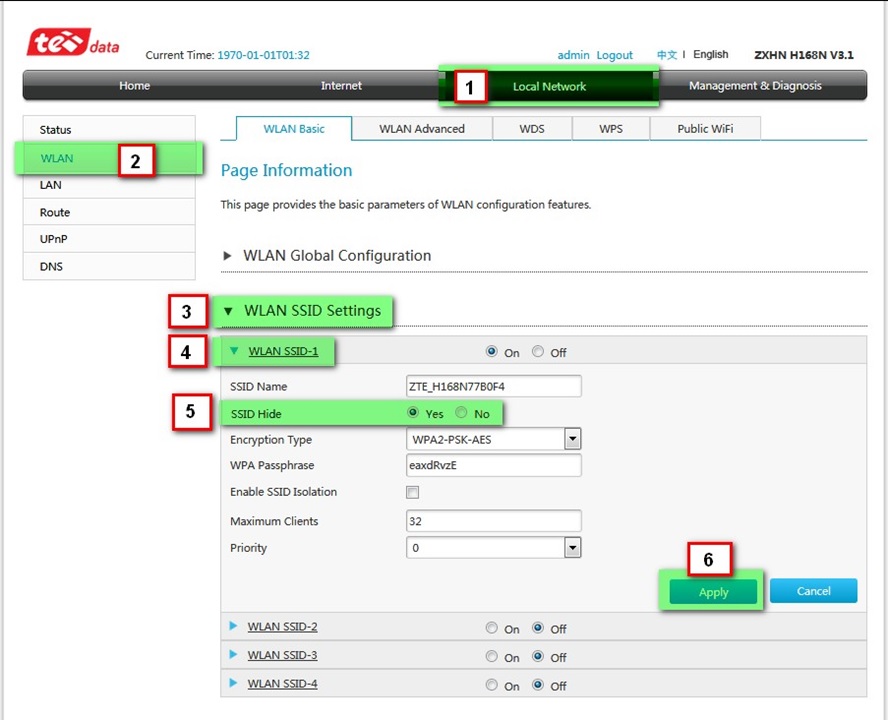 tedata
Current Time: 1970-01-01T01:32
admin Logout 中文 | English ZXHN H168N V3.1
Home Internet 1 Local Network Management & Diagnosis
Status
WLAN 2
LAN
Route
UPnP
DNS
WLAN Basic WLAN Advanced WDS WPS Public WiFi
Page Information
This page provides the basic parameters of WLAN configuration features.
WLAN Global Configuration
3 WLAN SSID Settings
4 WLAN SSID-1 On Off
SSID Name ZTE_H168N77B0F4
5 SSID Hide Yes No
Encryption Type WPA2-PSK-AES
WPA Passphrase eaxdRvzE
Enable SSID Isolation
Maximum Clients 32
Priority 0
6
Apply Cancel
WLAN SSID-2 On Off
WLAN SSID-3 On Off
WLAN SSID-4 On Off